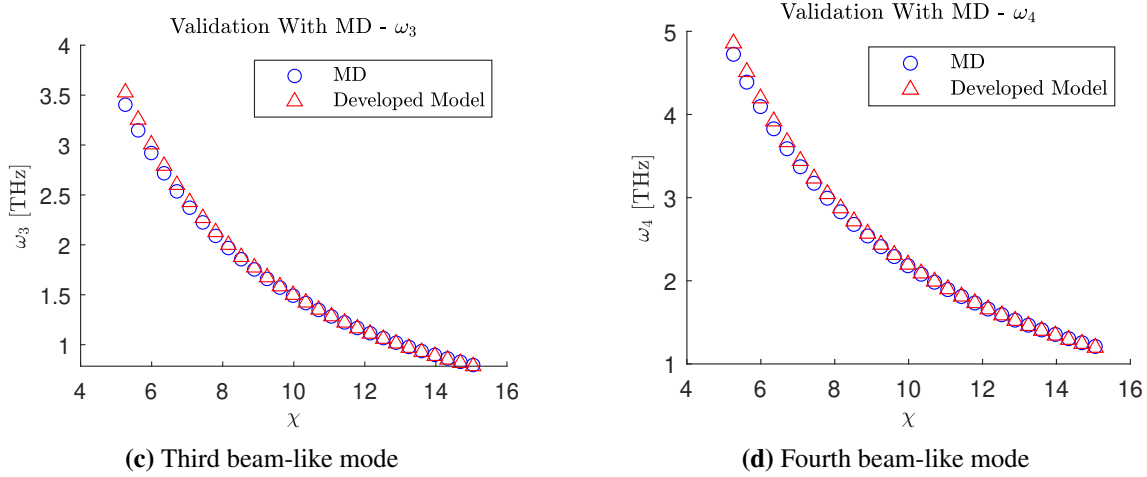 Validation With MD - ω₃
4
3.5
3
2.5
2
1.5
1
ω₃ [THz]
MD
Developed Model
4 6 8 10 12 14 16
χ
(c) Third beam-like mode
Validation With MD - ω₄
5
4
3
2
1
ω₄ [THz]
MD
Developed Model
4 6 8 10 12 14 16
χ
(d) Fourth beam-like mode